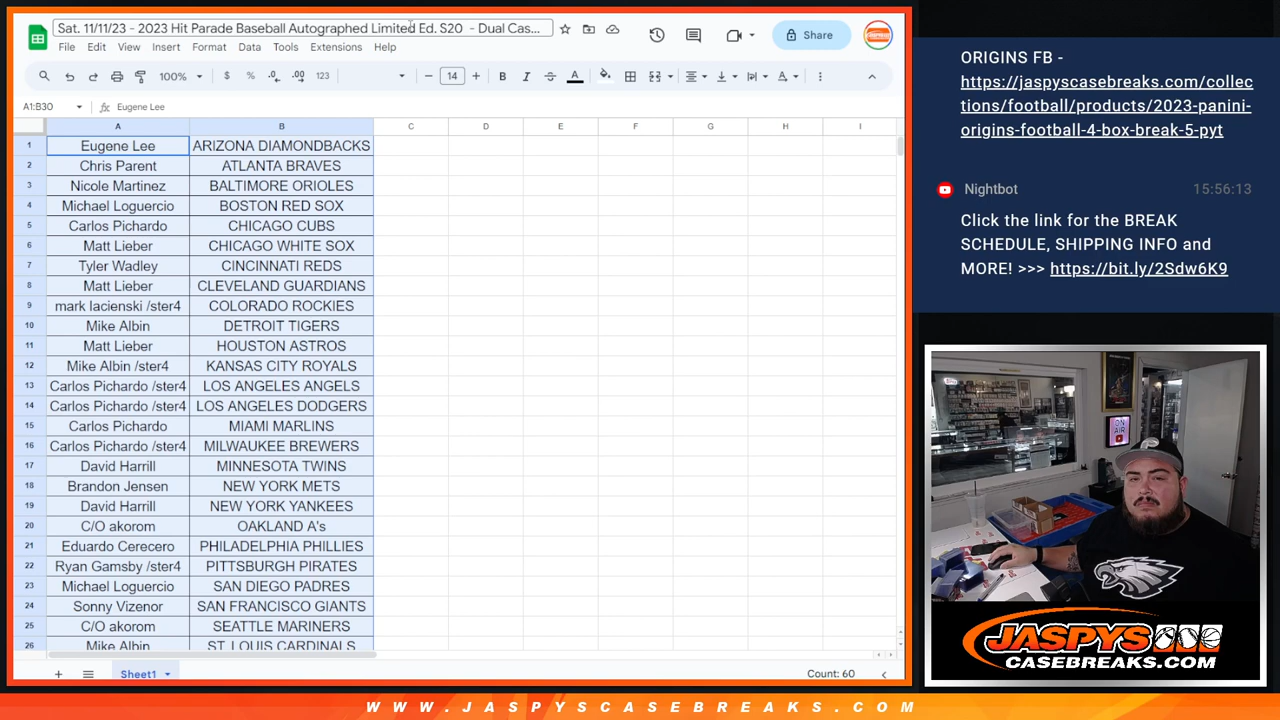 Sat. 11/11/23 - 2023 Hit Parade Baseball Autographed Limited Ed. S20 - Dual Cas...
File Edit View Insert Format Data Tools Extensions Help
Share
100% $ % .0 .00 123 14 B I A
A1:B30 Eugene Lee
A B C D E F G H I
1 Eugene Lee ARIZONA DIAMONDBACKS
2 Chris Parent ATLANTA BRAVES
3 Nicole Martinez BALTIMORE ORIOLES
4 Michael Loguercio BOSTON RED SOX
5 Carlos Pichardo CHICAGO CUBS
6 Matt Lieber CHICAGO WHITE SOX
7 Tyler Wadley CINCINNATI REDS
8 Matt Lieber CLEVELAND GUARDIANS
9 mark lacienski /ster4 COLORADO ROCKIES
10 Mike Albin DETROIT TIGERS
11 Matt Lieber HOUSTON ASTROS
12 Mike Albin /ster4 KANSAS CITY ROYALS
13 Carlos Pichardo /ster4 LOS ANGELES ANGELS
14 Carlos Pichardo /ster4 LOS ANGELES DODGERS
15 Carlos Pichardo MIAMI MARLINS
16 Carlos Pichardo /ster4 MILWAUKEE BREWERS
17 David Harrill MINNESOTA TWINS
18 Brandon Jensen NEW YORK METS
19 David Harrill NEW YORK YANKEES
20 C/O akorom OAKLAND A's
21 Eduardo Cerecero PHILADELPHIA PHILLIES
22 Ryan Gamsby /ster4 PITTSBURGH PIRATES
23 Michael Loguercio SAN DIEGO PADRES
24 Sonny Vizenor SAN FRANCISCO GIANTS
25 C/O akorom SEATTLE MARINERS
26 Mike Albin ST. LOUIS CARDINALS
Sheet1
Count: 60
ORIGINS FB -
https://jaspyscasebreaks.com/collec
tions/football/products/2023-panini-
origins-football-4-box-break-5-pyt
Nightbot 15:56:13
Click the link for the BREAK
SCHEDULE, SHIPPING INFO and
MORE! >>> https://bit.ly/2Sdw6K9
ON AIR
JASPYS
CASEBREAKS.COM
WWW.JASPYSCASEBREAKS.COM